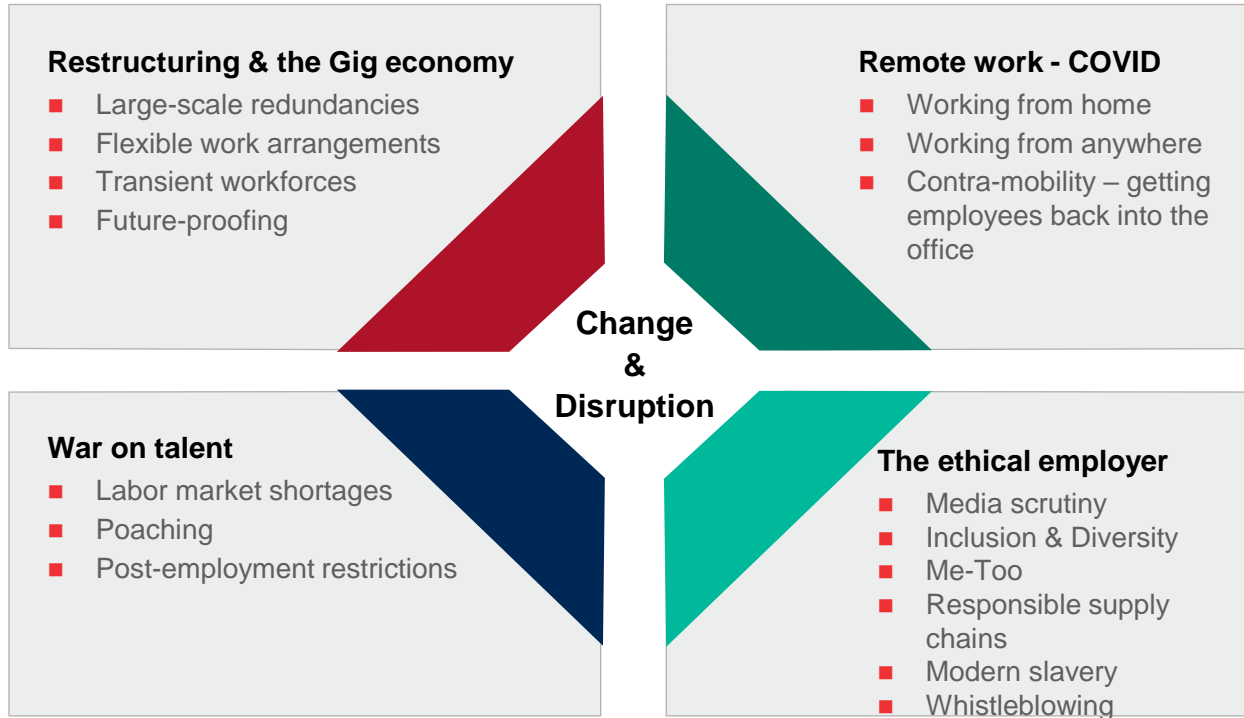 Restructuring & the Gig economy
■ Large-scale redundancies
■ Flexible work arrangements
■ Transient workforces
■ Future-proofing
Remote work - COVID
■ Working from home
■ Working from anywhere
■ Contra-mobility – getting
employees back into the
office
Change
&
Disruption
War on talent
■ Labor market shortages
■ Poaching
■ Post-employment restrictions
The ethical employer
■ Media scrutiny
■ Inclusion & Diversity
■ Me-Too
■ Responsible supply
chains
■ Modern slavery
■ Whistleblowing